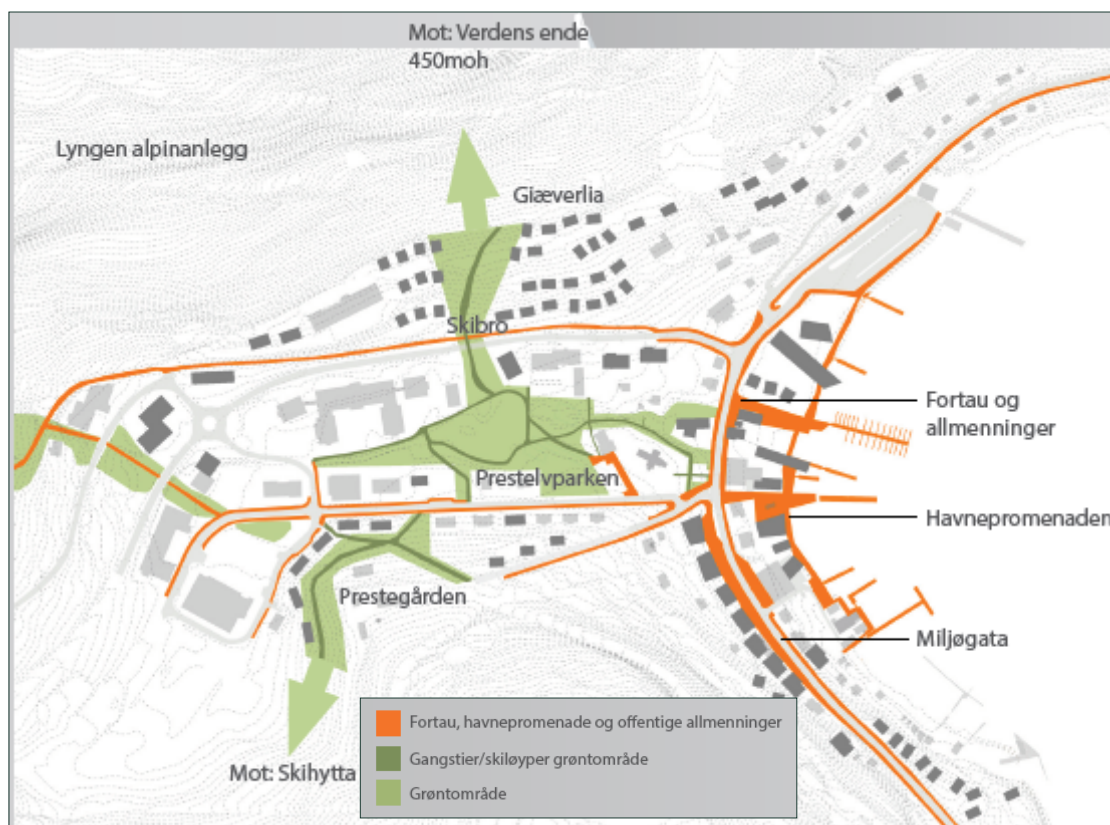 Mot: Verdens ende
450moh
Lyngen alpinanlegg
Giæverlia
Skibro
Fortau og
allmenninger
Prestelvparken
Havnepromenaden
Prestegården
Miljøgata
Mot: Skihytta
Fortau, havnepromenade og offentige allmenninger
Gangstier/skiløyper grøntområde
Grøntområde